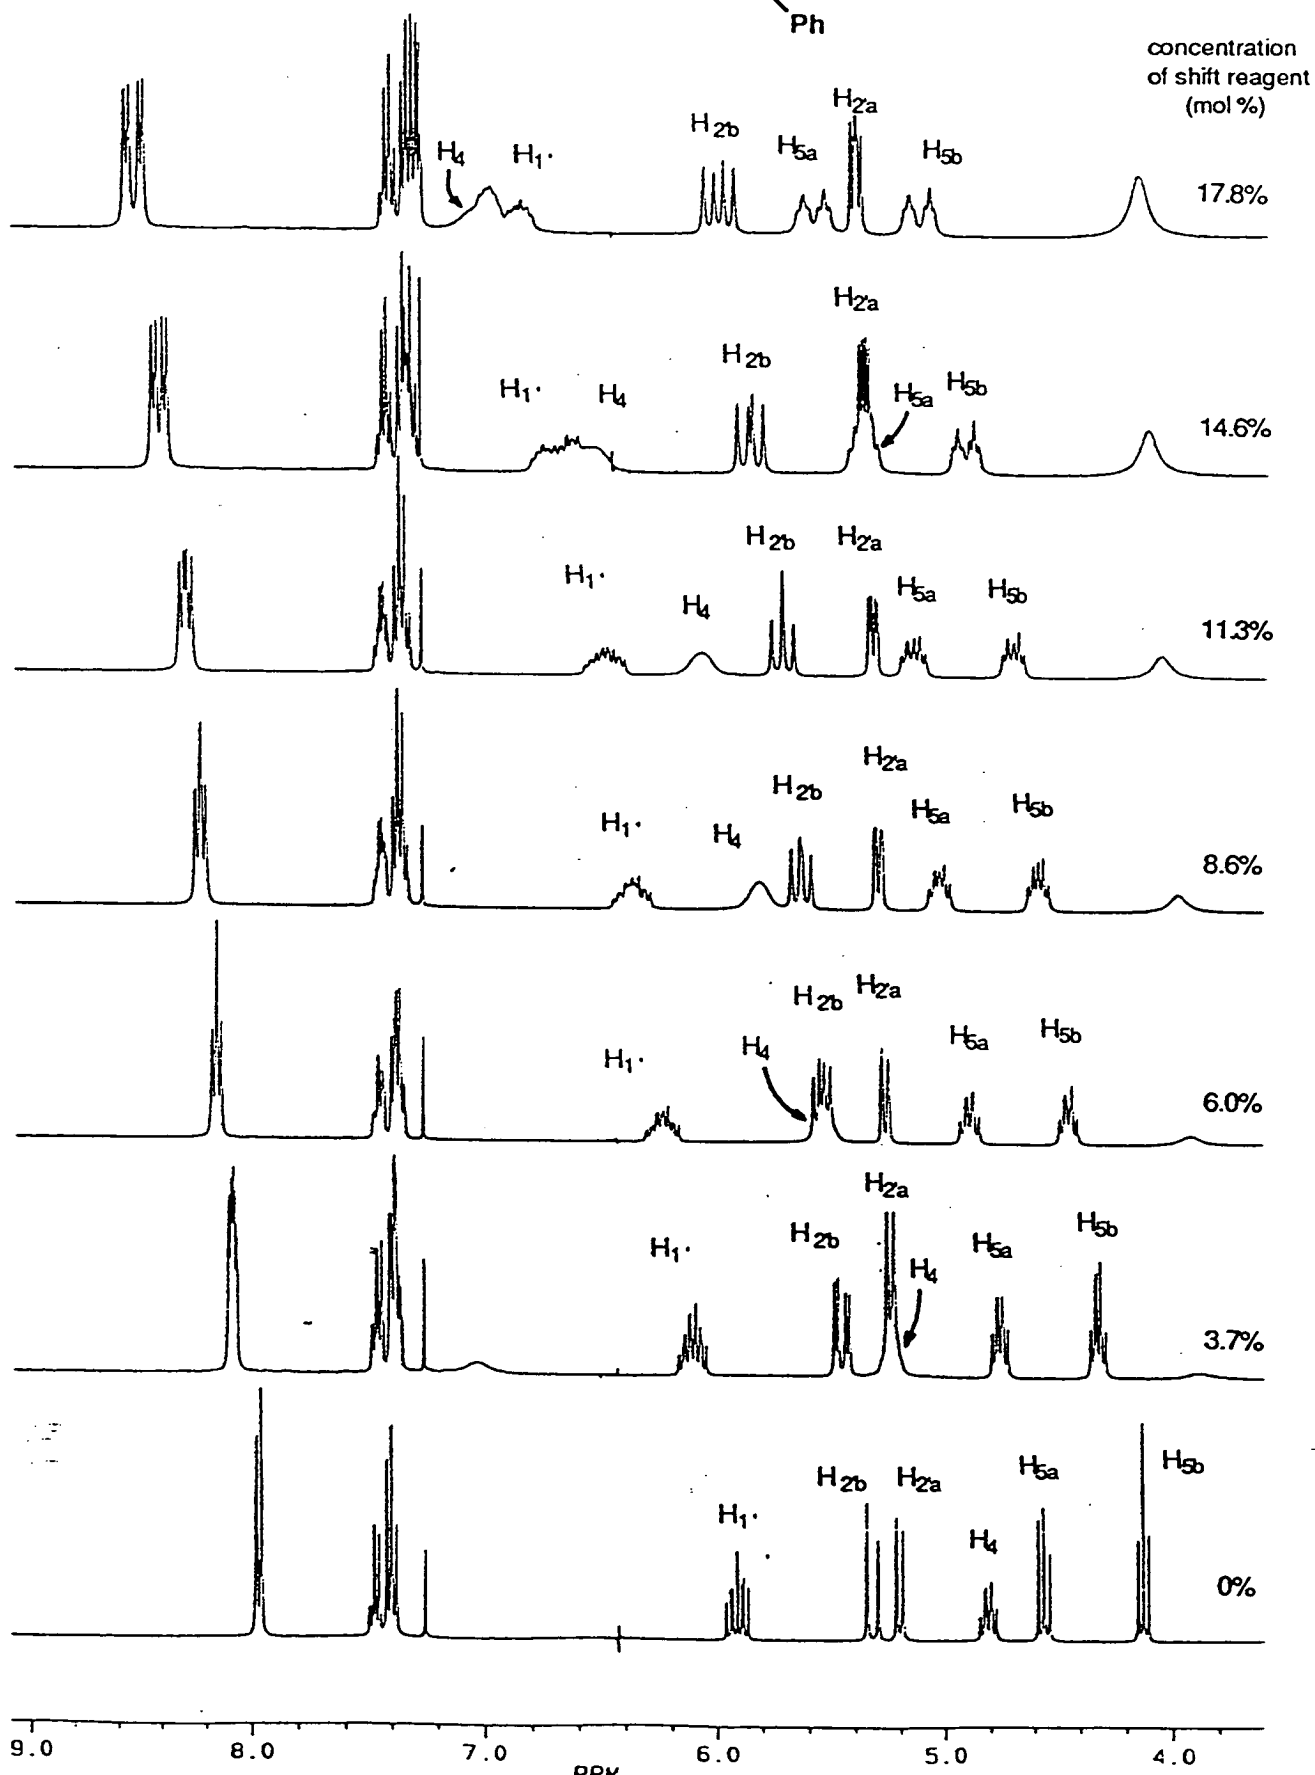 Ph
concentration
of shift reagent
(mol %)
H4 H1' H2'b H5a H2'a H5b 17.8%
H1' H4 H2'b H2'a H5a H5b 14.6%
H1' H4 H2'b H2'a H5a H5b 11.3%
H1' H4 H2'b H2'a H5a H5b 8.6%
H1' H4 H2'b H2'a H5a H5b 6.0%
H1' H2'b H2'a H4 H5a H5b 3.7%
H1' H2'b H2'a H4 H5a H5b 0%
9.0 8.0 7.0 6.0 5.0 4.0
PPM